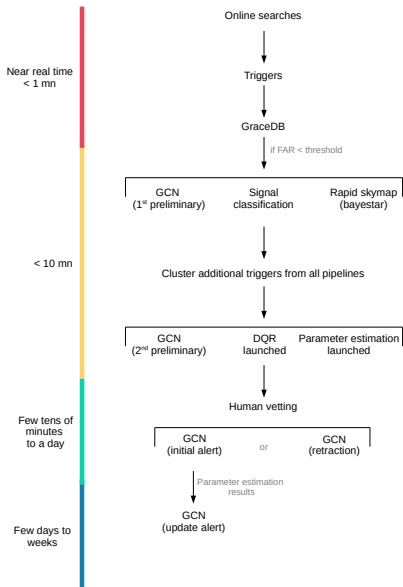 Online searches
Near real time
< 1 mn
Triggers
GraceDB
if FAR < threshold
GCN
(1st preliminary)
Signal
classification
Rapid skymap
(bayestar)
< 10 mn
Cluster additional triggers from all pipelines
GCN
(2nd preliminary)
DQR
launched
Parameter estimation
launched
Few tens of
minutes
to a day
Human vetting
GCN
(initial alert)
or
GCN
(retraction)
Parameter estimation
results
Few days to
weeks
GCN
(update alert)